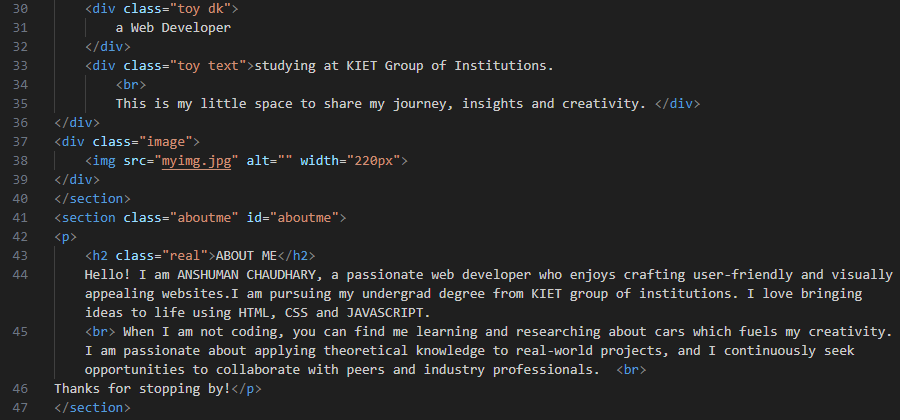 30 <div class="toy dk">
31 a Web Developer
32 </div>
33 <div class="toy text">studying at KIET Group of Institutions.
34 <br>
35 This is my little space to share my journey, insights and creativity. </div>
36 </div>
37 <div class="image">
38 <img src="myimg.jpg" alt="" width="220px">
39 </div>
40 </section>
41 <section class="aboutme" id="aboutme">
42 <p>
43 <h2 class="real">ABOUT ME</h2>
44 Hello! I am ANSHUMAN CHAUDHARY, a passionate web developer who enjoys crafting user-friendly and visually
appealing websites.I am pursuing my undergrad degree from KIET group of institutions. I love bringing
ideas to life using HTML, CSS and JAVASCRIPT.
45 <br> When I am not coding, you can find me learning and researching about cars which fuels my creativity.
I am passionate about applying theoretical knowledge to real-world projects, and I continuously seek
opportunities to collaborate with peers and industry professionals.  <br>
46 Thanks for stopping by!</p>
47 </section>